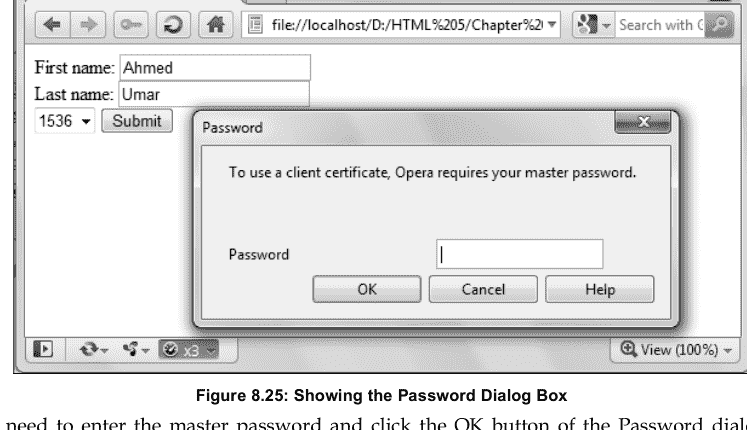 file://localhost/D:/HTML%205/Chapter%2
Search with
First name: Ahmed
Last name: Umar
1536 Submit
Password
To use a client certificate, Opera requires your master password.
Password
OK Cancel Help
x3 View (100%)
Figure 8.25: Showing the Password Dialog Box
need to enter the master password and click the OK button of the Password